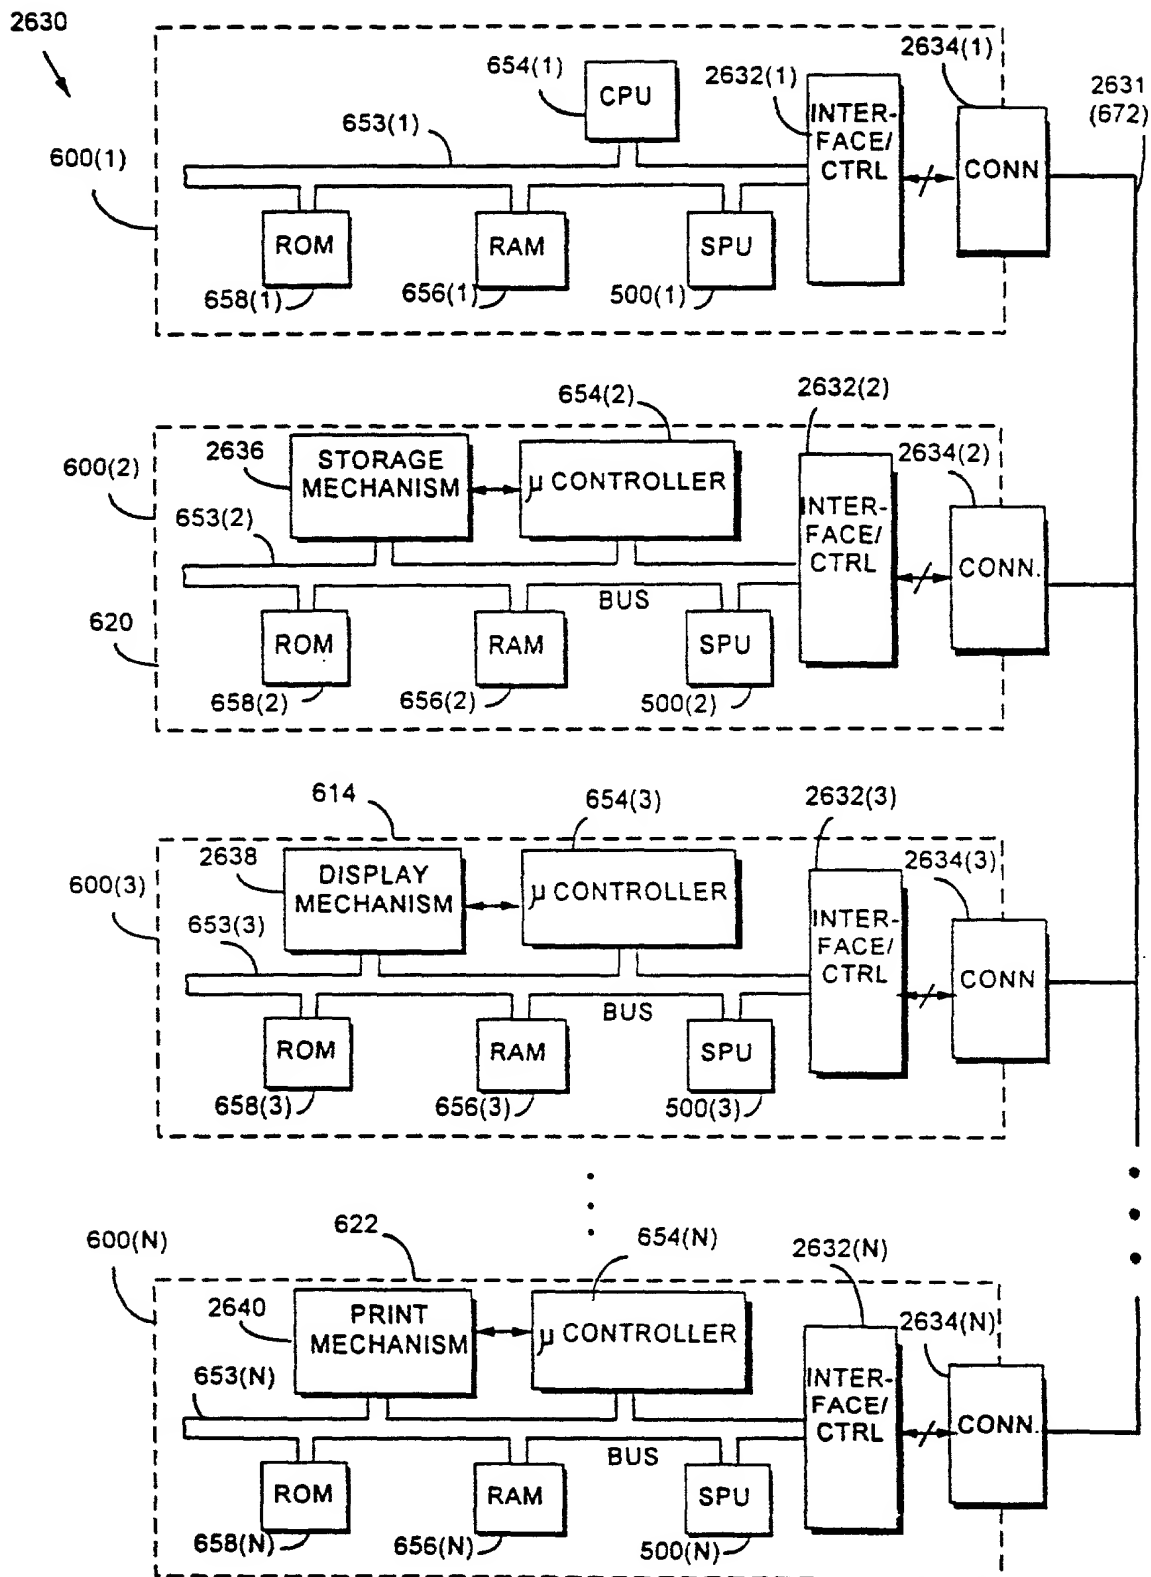 2630
600(1)
653(1)
654(1)
CPU
2632(1)
INTER-
FACE/
CTRL
2634(1)
CONN
2631
(672)
ROM
658(1)
RAM
656(1)
SPU
500(1)
600(2)
620
2636
STORAGE
MECHANISM
654(2)
μ CONTROLLER
2632(2)
INTER-
FACE/
CTRL
2634(2)
CONN.
653(2)
BUS
ROM
658(2)
RAM
656(2)
SPU
500(2)
614
600(3)
2638
DISPLAY
MECHANISM
654(3)
μ CONTROLLER
2632(3)
INTER-
FACE/
CTRL
2634(3)
CONN
653(3)
BUS
ROM
658(3)
RAM
656(3)
SPU
500(3)
622
600(N)
2640
PRINT
MECHANISM
654(N)
μ CONTROLLER
2632(N)
INTER-
FACE/
CTRL
2634(N)
CONN.
653(N)
BUS
ROM
658(N)
RAM
656(N)
SPU
500(N)